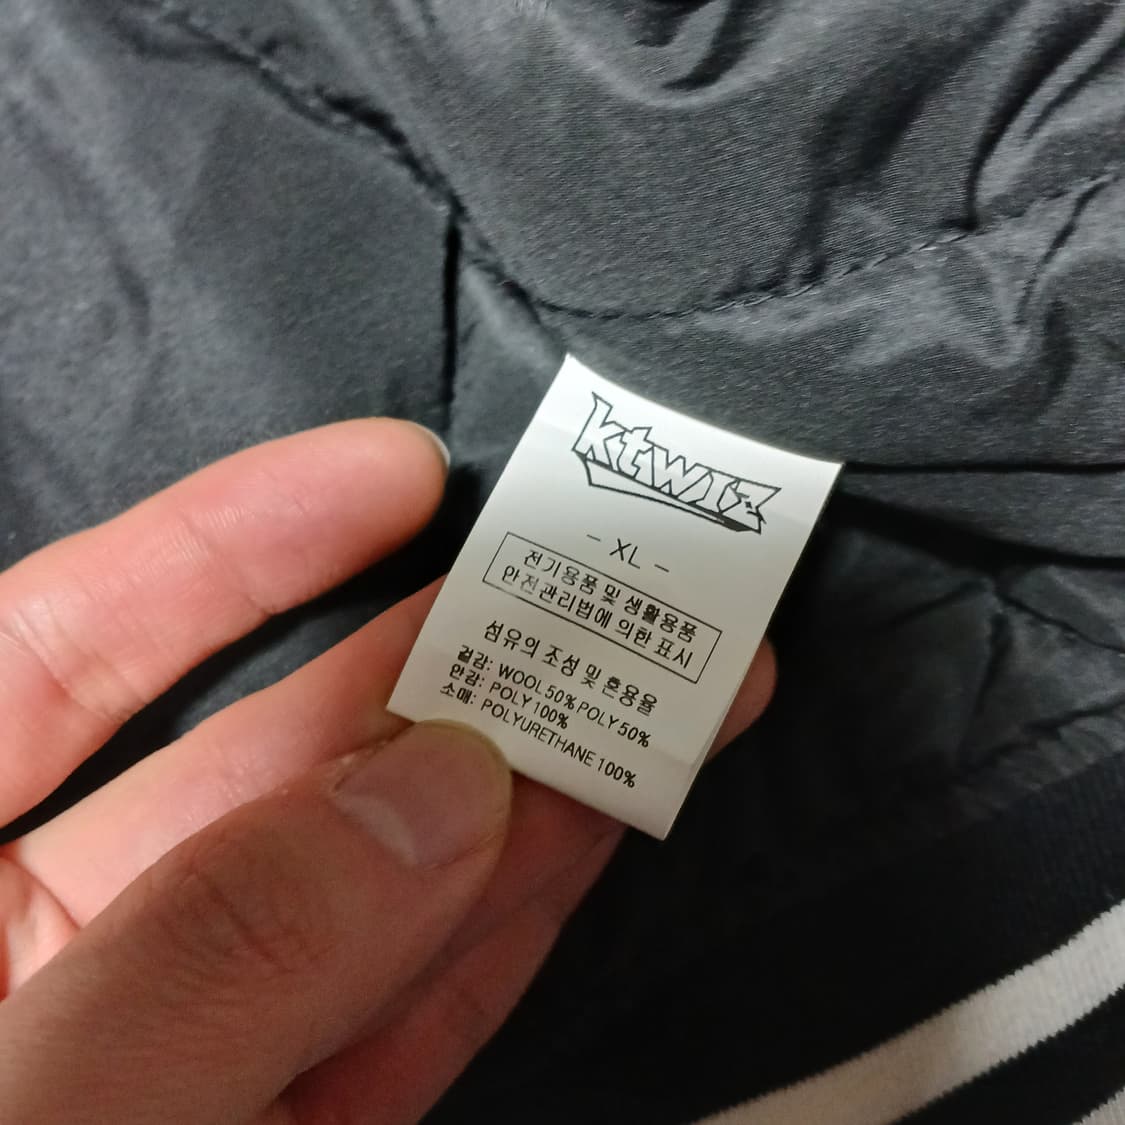 ktwiz
- XL -
전기용품 및 생활용품
안전관리법에 의한 표시
섬유의 조성 및 혼용율
겉감: WOOL 50% POLY 50%
안감: POLY 100%
소매: POLYURETHANE 100%